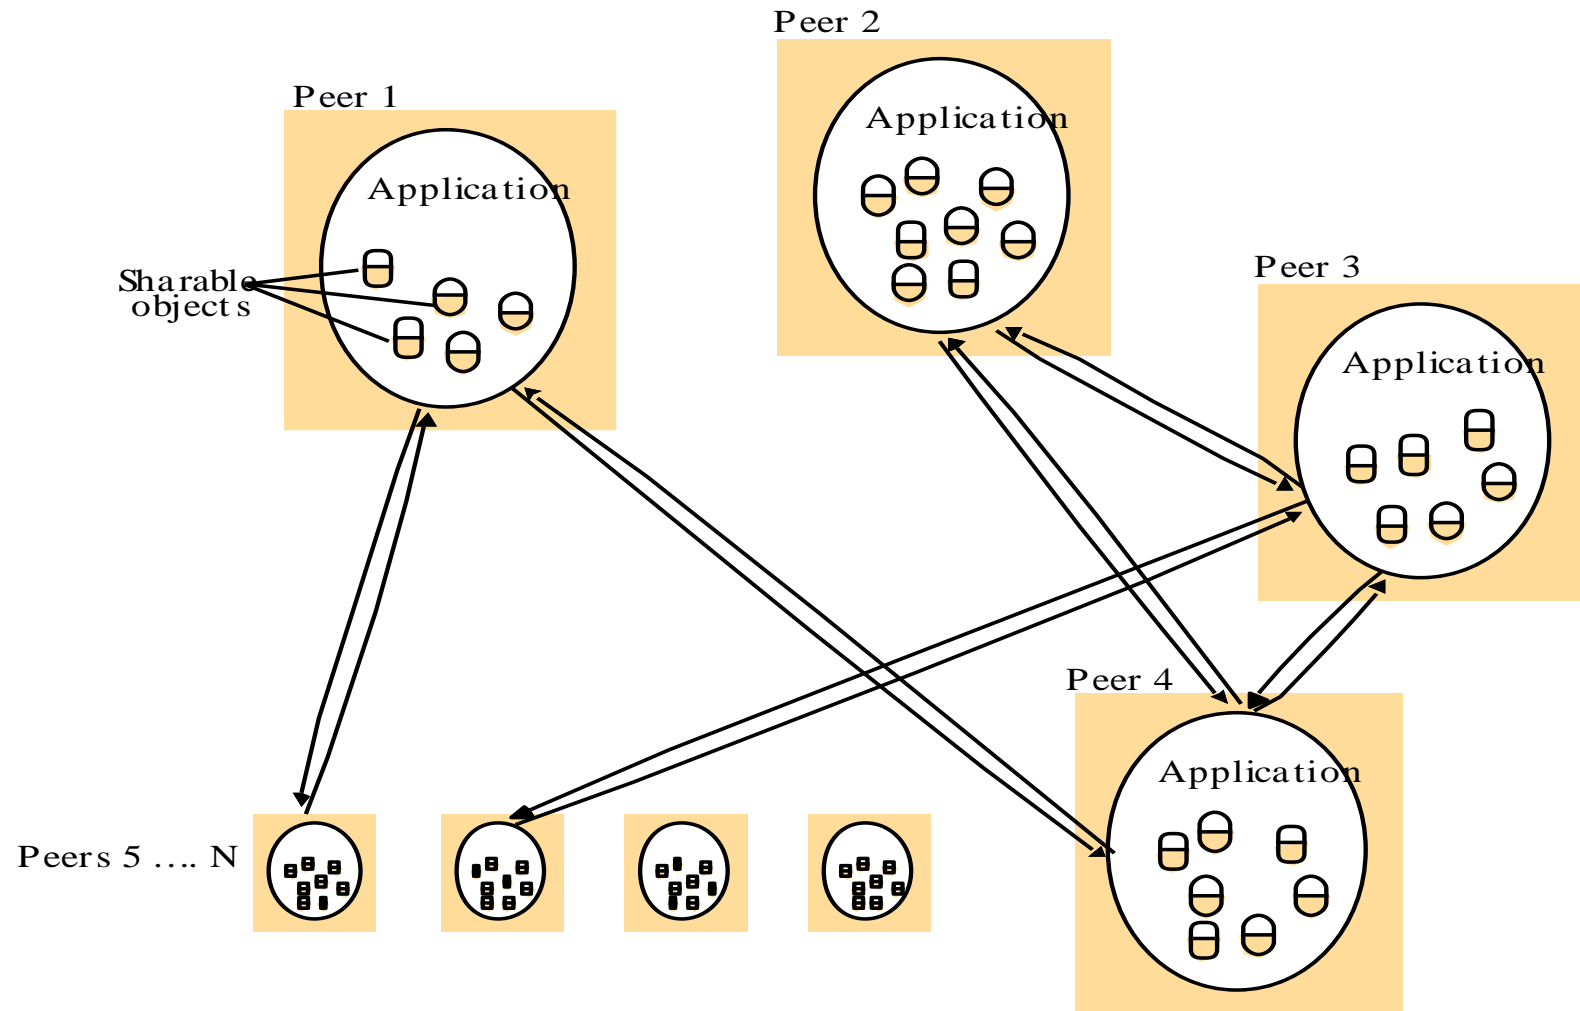 Peer 2
Peer 1
Application
Application
Sharable
objects
Peer 3
Application
Peer 4
Application
Peers 5 .... N